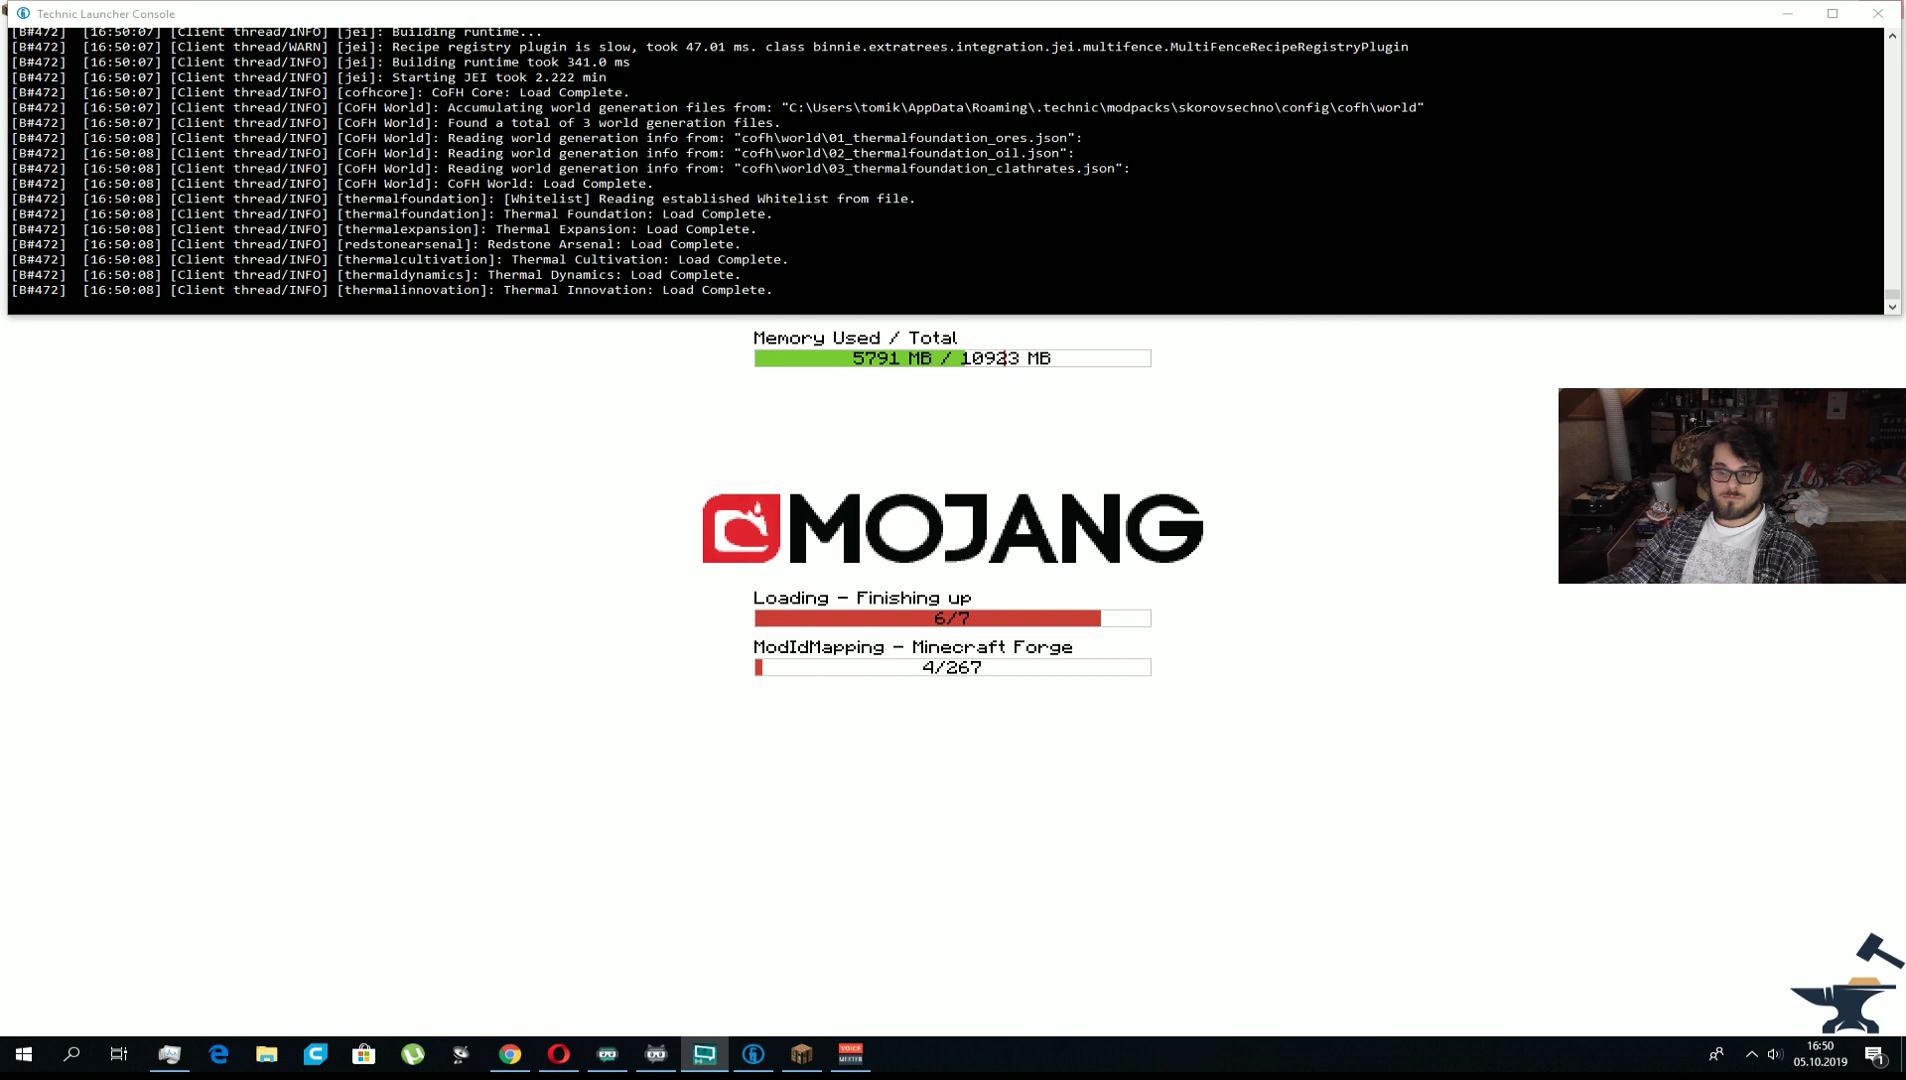 Technic Launcher Console
[B#472] [16:50:07] [Client thread/INFO] [jei]: Building runtime...
[B#472] [16:50:07] [Client thread/WARN] [jei]: Recipe registry plugin is slow, took 47.01 ms. class binnie.extratrees.integration.jei.multifence.MultiFenceRecipeRegistryPlugin
[B#472] [16:50:07] [Client thread/INFO] [jei]: Building runtime took 341.0 ms
[B#472] [16:50:07] [Client thread/INFO] [jei]: Starting JEI took 2.222 min
[B#472] [16:50:07] [Client thread/INFO] [cofhcore]: CoFH Core: Load Complete.
[B#472] [16:50:07] [Client thread/INFO] [CoFH World]: Accumulating world generation files from: "C:\Users\tomik\AppData\Roaming\.technic\modpacks\skorovsechno\config\cofh\world"
[B#472] [16:50:07] [Client thread/INFO] [CoFH World]: Found a total of 3 world generation files.
[B#472] [16:50:08] [Client thread/INFO] [CoFH World]: Reading world generation info from: "cofh\world\01_thermalfoundation_ores.json":
[B#472] [16:50:08] [Client thread/INFO] [CoFH World]: Reading world generation info from: "cofh\world\02_thermalfoundation_oil.json":
[B#472] [16:50:08] [Client thread/INFO] [CoFH World]: Reading world generation info from: "cofh\world\03_thermalfoundation_clathrates.json":
[B#472] [16:50:08] [Client thread/INFO] [CoFH World]: CoFH World: Load Complete.
[B#472] [16:50:08] [Client thread/INFO] [thermalfoundation]: [Whitelist] Reading established Whitelist from file.
[B#472] [16:50:08] [Client thread/INFO] [thermalfoundation]: Thermal Foundation: Load Complete.
[B#472] [16:50:08] [Client thread/INFO] [thermalexpansion]: Thermal Expansion: Load Complete.
[B#472] [16:50:08] [Client thread/INFO] [redstonearsenal]: Redstone Arsenal: Load Complete.
[B#472] [16:50:08] [Client thread/INFO] [thermalcultivation]: Thermal Cultivation: Load Complete.
[B#472] [16:50:08] [Client thread/INFO] [thermaldynamics]: Thermal Dynamics: Load Complete.
[B#472] [16:50:08] [Client thread/INFO] [thermalinnovation]: Thermal Innovation: Load Complete.
Memory Used / Total
5791 MB / 10923 MB
MOJANG
Loading - Finishing up
6/7
ModIdMapping - Minecraft Forge
4/267
VOICE
MEETER
16:50
05.10.2019
1